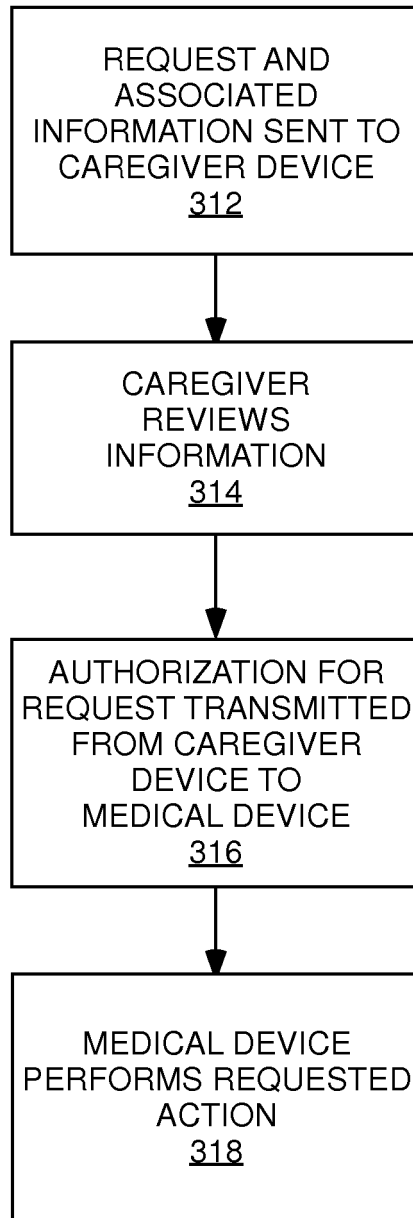 REQUEST AND
ASSOCIATED
INFORMATION SENT TO
CAREGIVER DEVICE
312
CAREGIVER
REVIEWS
INFORMATION
314
AUTHORIZATION FOR
REQUEST TRANSMITTED
FROM CAREGIVER
DEVICE TO
MEDICAL DEVICE
316
MEDICAL DEVICE
PERFORMS REQUESTED
ACTION
318